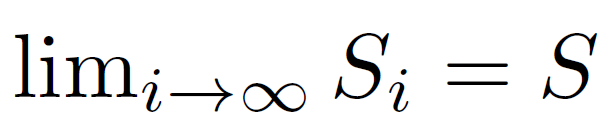 lim_{i→∞} S_i = S